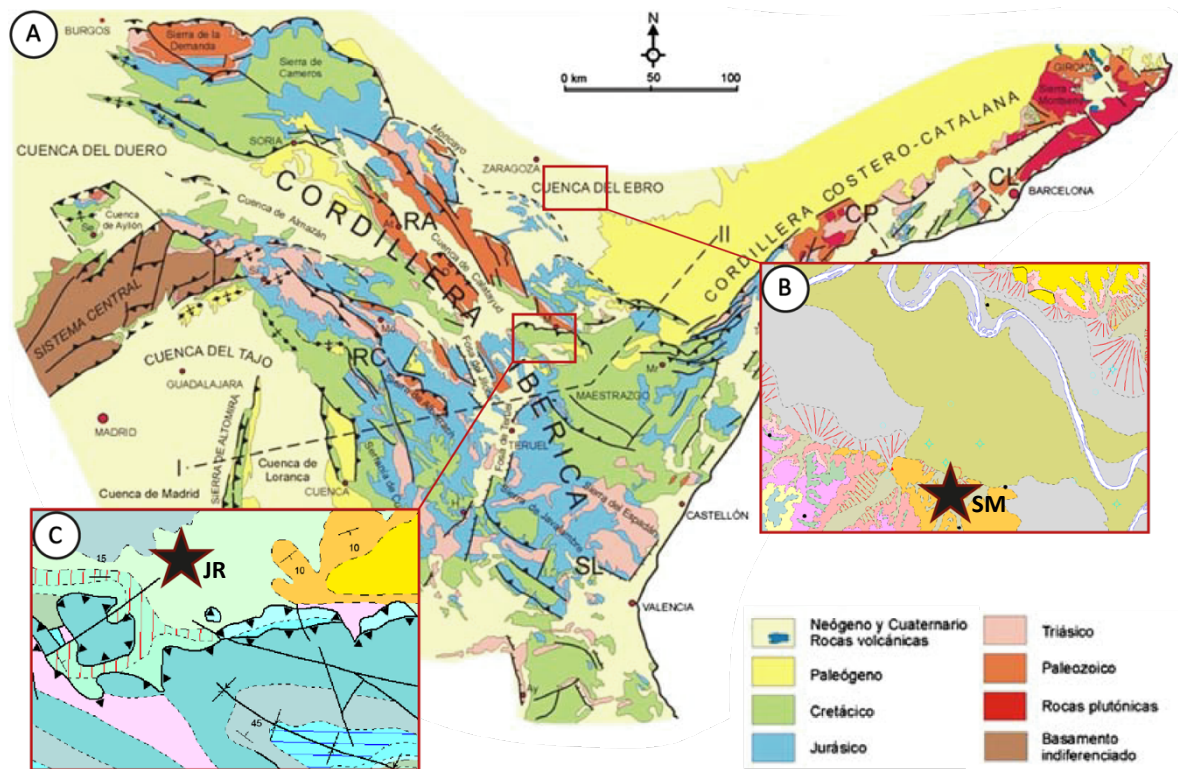 A
BURGOS
Sierra de la
Demanda
Sierra de
Cameros
N
0 km
50
100
GIRONA
CUENCA DEL DUERO
SORIA
Moncayo
ZARAGOZA
CUENCA DEL EBRO
CORDILLERA COSTERO-CATALANA
CL
BARCELONA
CP
II
Cuenca
de Ayllón
Cuenca de Almazán
CORDILLERA
RA
Cuenca de Calatayud
SISTEMA CENTRAL
CUENCA DEL TAJO
GUADALAJARA
RC
MADRID
SIERRA DE ALTOMIRA
I
Cuenca de
Loranca
Cuenca de Madrid
CUENCA
IBÉRICA
Mr
MAESTRAZGO
TERUEL
Fosa de Teruel
CASTELLÓN
Sierra del Espadán
SL
VALENCIA
B
SM
C
15
JR
10
10
45
Neógeno y Cuaternario
Rocas volcánicas
Paleógeno
Cretácico
Jurásico
Triásico
Paleozoico
Rocas plutónicas
Basamento
indiferenciado